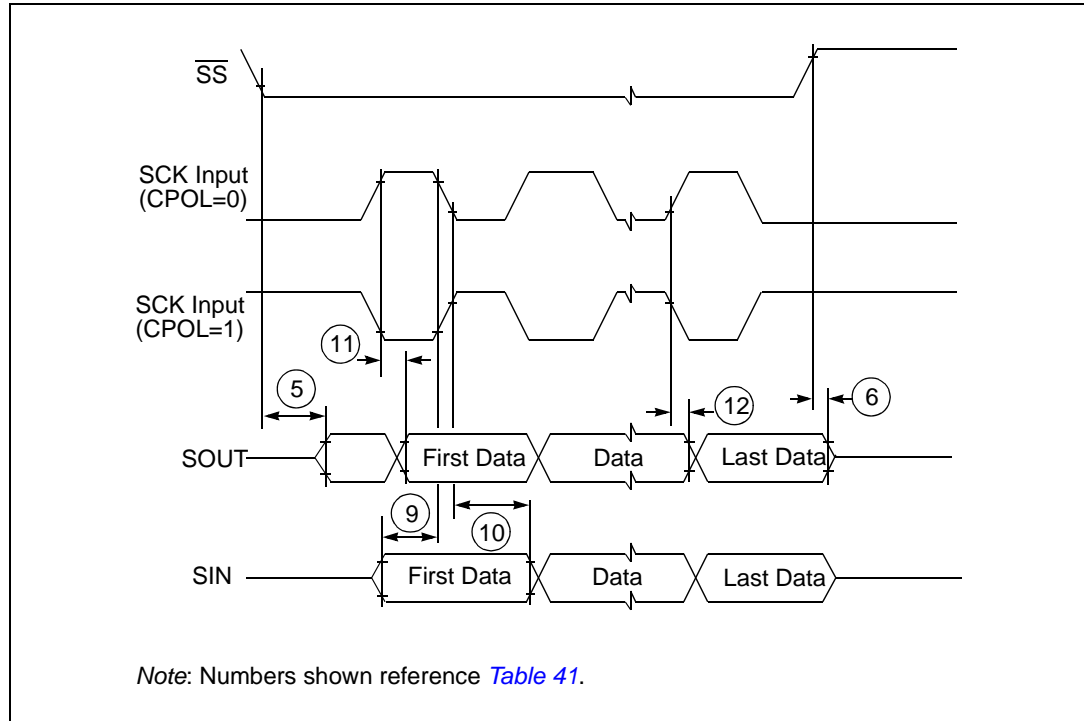 SS
SCK Input
(CPOL=0)
SCK Input
(CPOL=1)
11
5
12
6
SOUT
First Data
Data
Last Data
9
10
SIN
First Data
Data
Last Data
Note: Numbers shown reference Table 41.